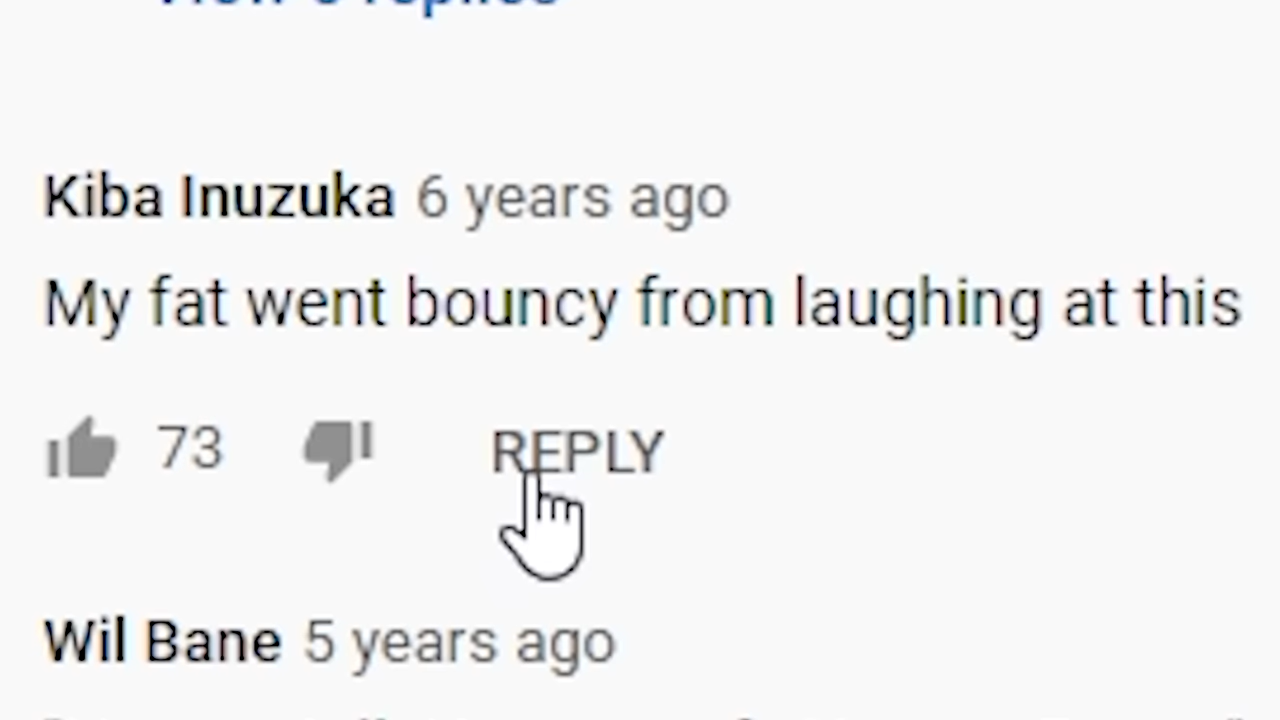 replies
Kiba Inuzuka 6 years ago
My fat went bouncy from laughing at this
73 REPLY
Wil Bane 5 years ago